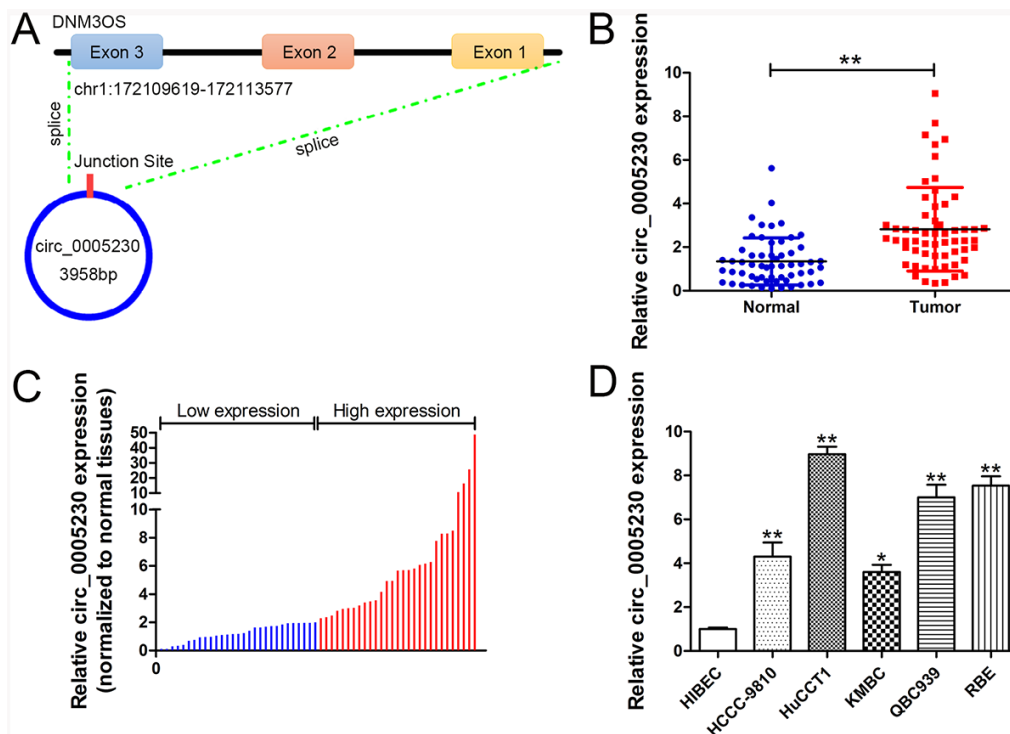 A
DNM3OS
Exon 3
Exon 2
Exon 1
chr1:172109619-172113577
splice
splice
Junction Site
circ_0005230
3958bp
B
Relative circ_0005230 expression
10
8
6
4
2
0
**
Normal
Tumor
C
Relative circ_0005230 expression
(normalized to normal tissues)
Low expression
High expression
50
40
30
20
10
8
6
4
2
0
0
D
Relative circ_0005230 expression
10
8
6
4
2
0
**
**
*
**
**
HIBEC
HCCC-9810
HuCCT1
KMBC
QBC939
RBE